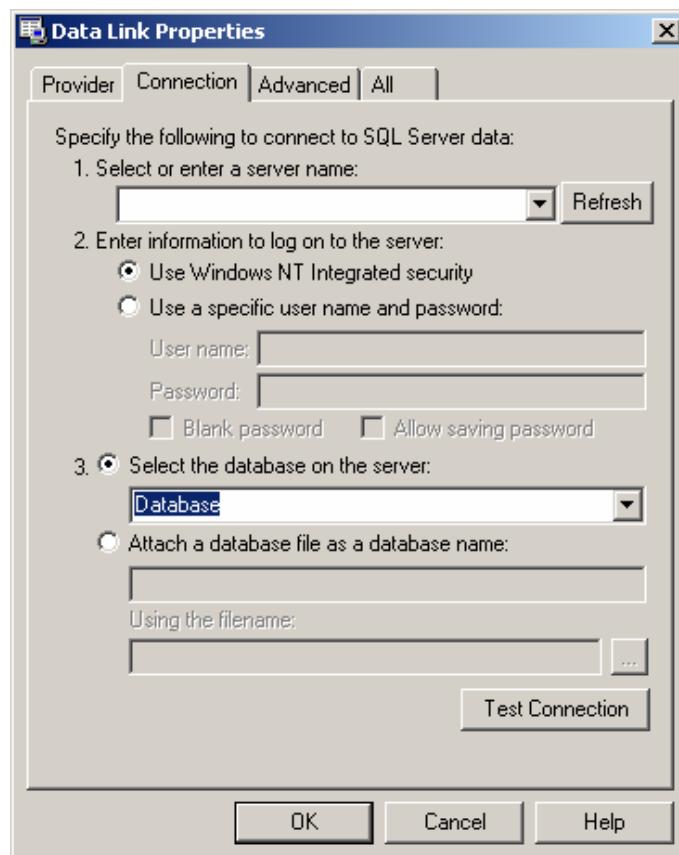 Data Link Properties
Provider Connection Advanced All
Specify the following to connect to SQL Server data:
1. Select or enter a server name:
Refresh
2. Enter information to log on to the server:
Use Windows NT Integrated security
Use a specific user name and password:
User name:
Password:
Blank password Allow saving password
3. Select the database on the server:
Database
Attach a database file as a database name:
Using the filename:
...
Test Connection
OK Cancel Help